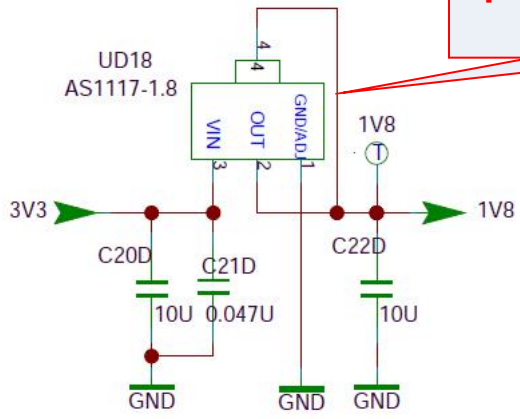 UD18
AS1117-1.8
4
4
VIN
OUT
GND/ADJ
3
2
1
1V8
T
3V3
1V8
C20D
C21D
C22D
10U
0.047U
10U
GND
GND
GND